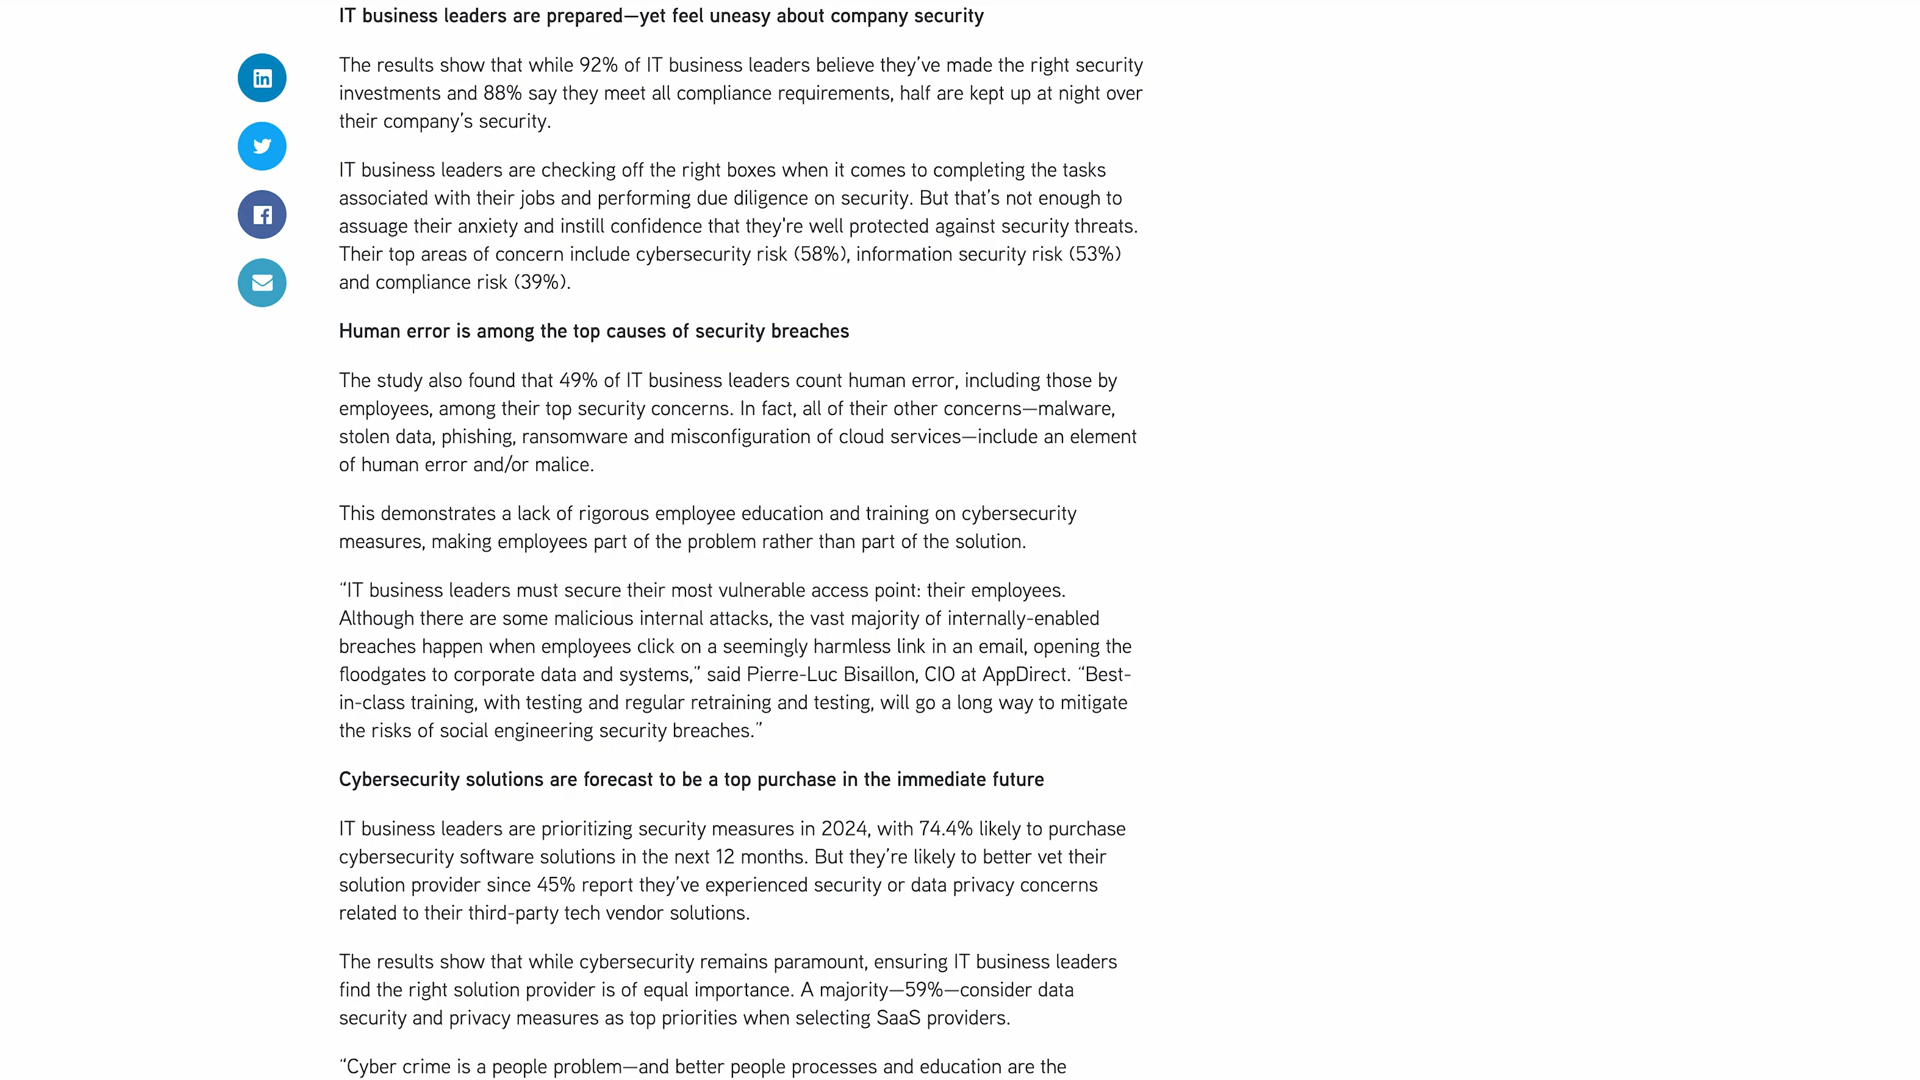 IT business leaders are prepared—yet feel uneasy about company security
The results show that while 92% of IT business leaders believe they’ve made the right security
investments and 88% say they meet all compliance requirements, half are kept up at night over
their company’s security.
IT business leaders are checking off the right boxes when it comes to completing the tasks
associated with their jobs and performing due diligence on security. But that’s not enough to
assuage their anxiety and instill confidence that they're well protected against security threats.
Their top areas of concern include cybersecurity risk (58%), information security risk (53%)
and compliance risk (39%).
Human error is among the top causes of security breaches
The study also found that 49% of IT business leaders count human error, including those by
employees, among their top security concerns. In fact, all of their other concerns—malware,
stolen data, phishing, ransomware and misconfiguration of cloud services—include an element
of human error and/or malice.
This demonstrates a lack of rigorous employee education and training on cybersecurity
measures, making employees part of the problem rather than part of the solution.
“IT business leaders must secure their most vulnerable access point: their employees.
Although there are some malicious internal attacks, the vast majority of internally-enabled
breaches happen when employees click on a seemingly harmless link in an email, opening the
floodgates to corporate data and systems,” said Pierre-Luc Bisaillon, CIO at AppDirect. “Best-
in-class training, with testing and regular retraining and testing, will go a long way to mitigate
the risks of social engineering security breaches.”
Cybersecurity solutions are forecast to be a top purchase in the immediate future
IT business leaders are prioritizing security measures in 2024, with 74.4% likely to purchase
cybersecurity software solutions in the next 12 months. But they’re likely to better vet their
solution provider since 45% report they’ve experienced security or data privacy concerns
related to their third-party tech vendor solutions.
The results show that while cybersecurity remains paramount, ensuring IT business leaders
find the right solution provider is of equal importance. A majority—59%—consider data
security and privacy measures as top priorities when selecting SaaS providers.
“Cyber crime is a people problem—and better people processes and education are the